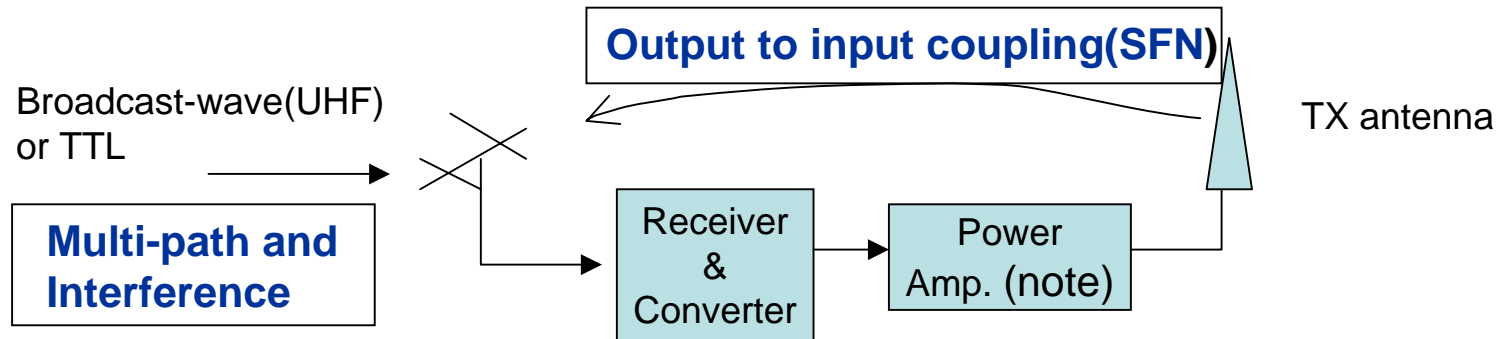 Output to input coupling(SFN)
Broadcast-wave(UHF)
or TTL
TX antenna
Multi-path and
Interference
Receiver
&
Converter
Power
Amp. (note)